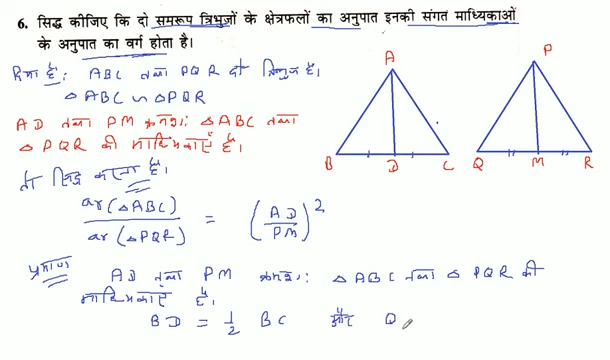 6. सिद्ध कीजिए कि दो समरूप त्रिभुजों के क्षेत्रफलों का अनुपात इनकी संगत माध्यिकाओं
के अनुपात का वर्ग होता है।
दिया है: ABC तथा PQR दो त्रिभुज हैं।
△ABC ∽ △PQR
AD तथा PM क्रमशः △ABC तथा
△PQR की माध्यिकाएँ हैं।
तो सिद्ध करना है।
ar(△ABC) / ar(△PQR) = (AD/PM)²
प्रमाण AD तथा PM क्रमशः △ABC तथा △PQR की
माध्यिकाएँ हैं।
BD = 1/2 BC और Q
A
B D C
P
Q M R